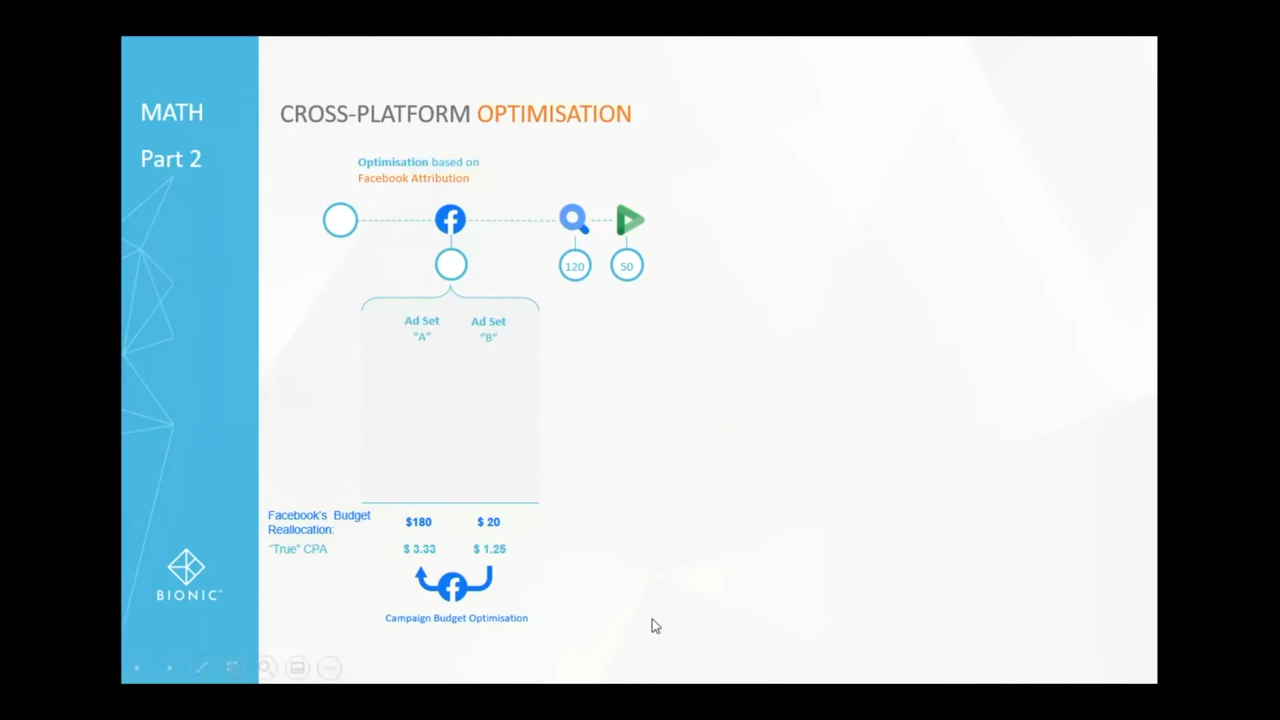 MATH
Part 2
CROSS-PLATFORM OPTIMISATION
Optimisation based on
Facebook Attribution
120
50
Ad Set
"A"
Ad Set
"B"
Facebook's Budget
Reallocation:
$180
$ 20
"True" CPA
$ 3.33
$ 1.25
Campaign Budget Optimisation
BIONIC™